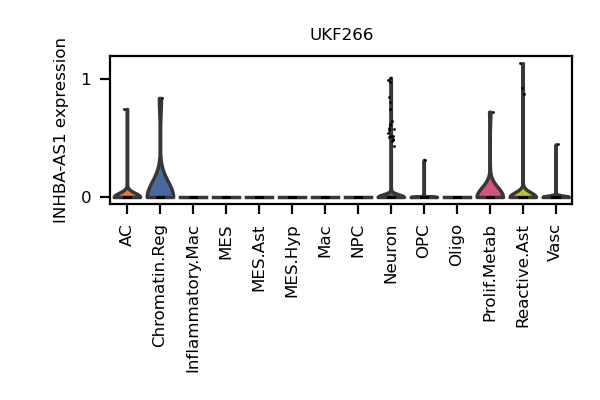 UKF266
INHBA-AS1 expression
1
0
AC
Chromatin.Reg
Inflammatory.Mac
MES
MES.Ast
MES.Hyp
Mac
NPC
Neuron
OPC
Oligo
Prolif.Metab
Reactive.Ast
Vasc